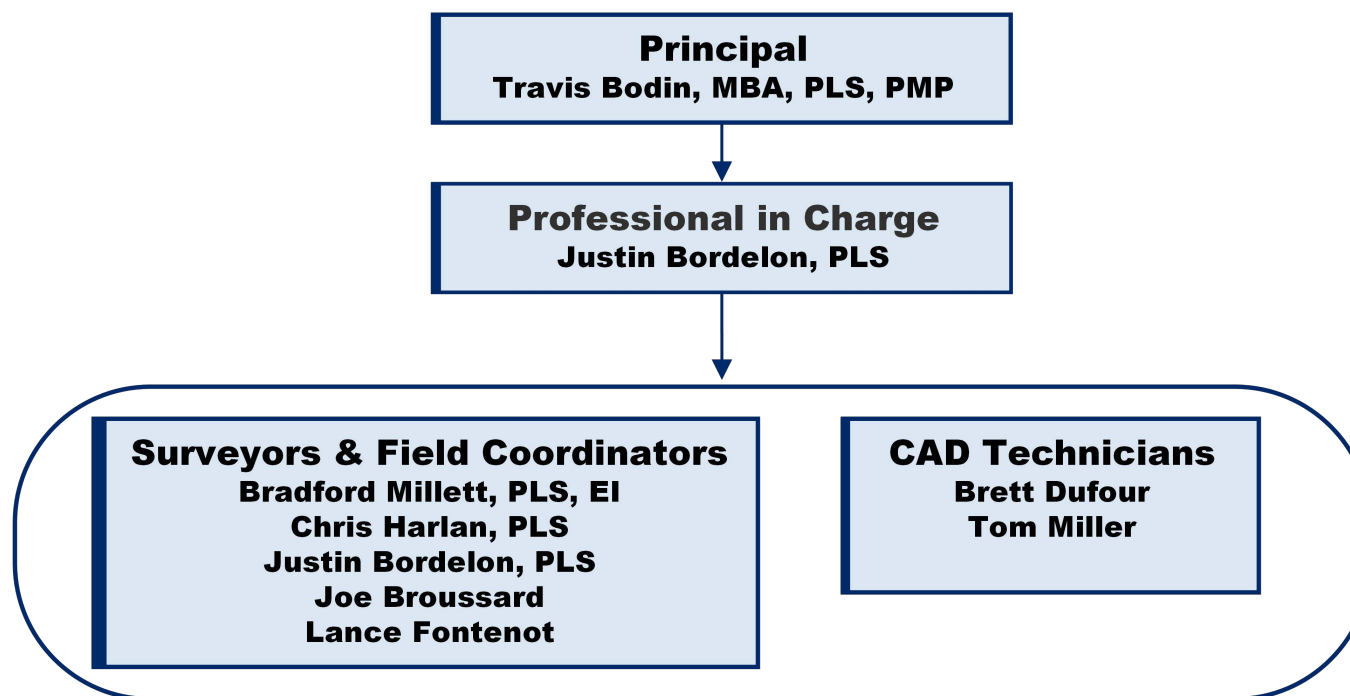 Principal
Travis Bodin, MBA, PLS, PMP
Professional in Charge
Justin Bordelon, PLS
Surveyors & Field Coordinators
Bradford Millett, PLS, EI
Chris Harlan, PLS
Justin Bordelon, PLS
Joe Broussard
Lance Fontenot
CAD Technicians
Brett Dufour
Tom Miller